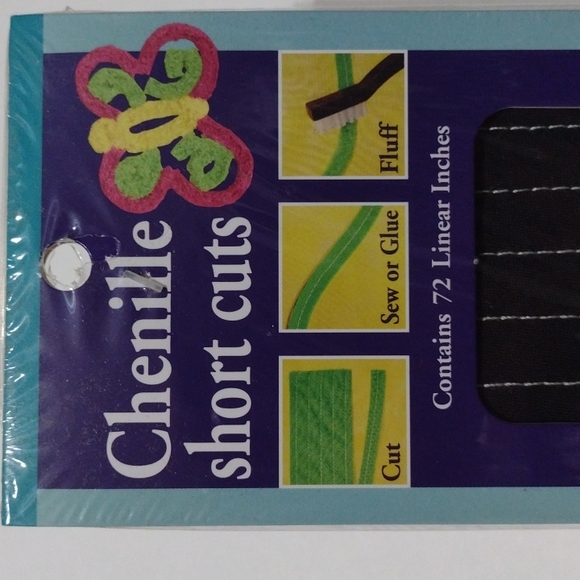 Chenille
short cuts
Cut
Sew or Glue
Fluff
Contains 72 Linear Inches